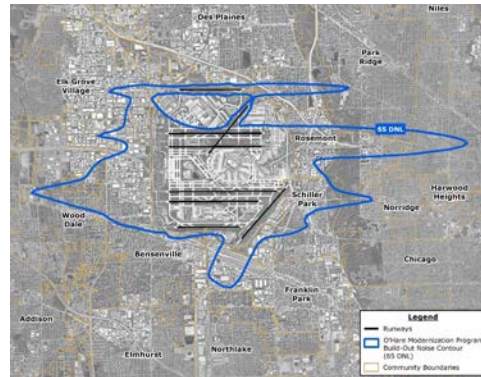 Niles
Des Plaines
Park
Ridge
Elk Grove
Village
65 DNL
Rosemont
Schiller
Park
Harwood
Heights
Norridge
Wood
Dale
Bensenville
Chicago
Franklin
Park
Addison
Elmhurst
Northlake
Legend
Runways
O'Hare Modernization Program
Build-Out Noise Contour
(65 DNL)
Community Boundaries